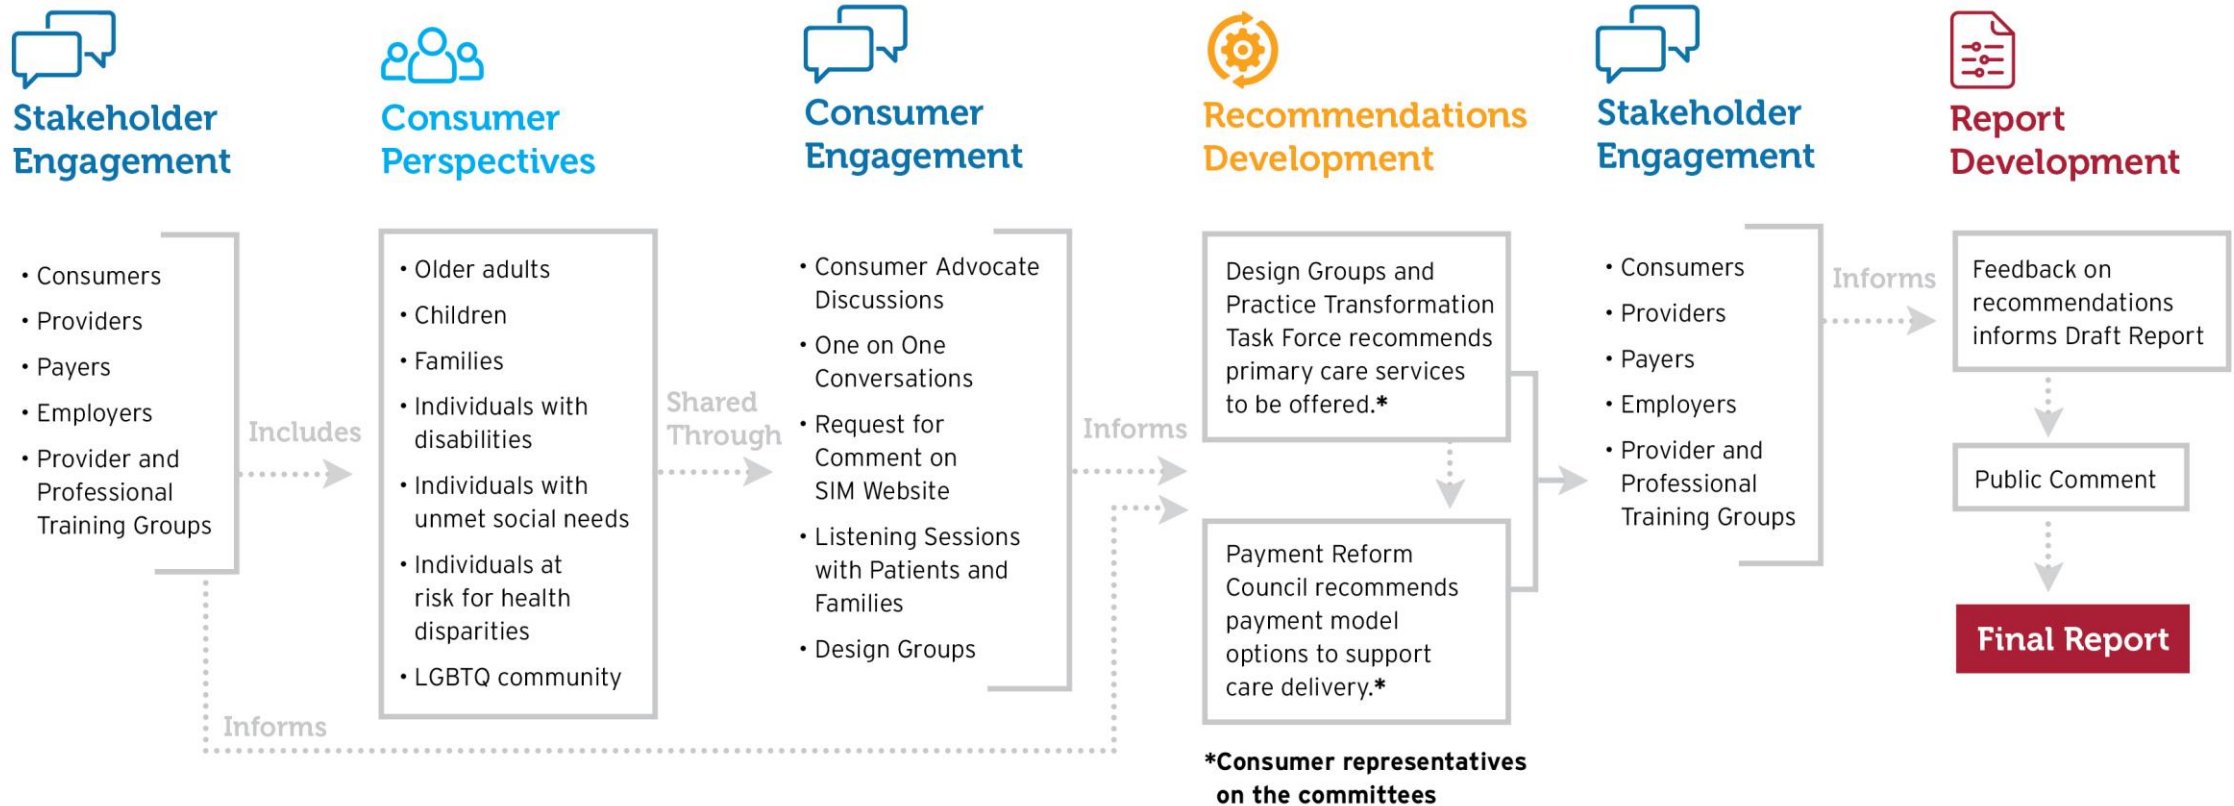 Stakeholder
Engagement
• Consumers
• Providers
• Payers
• Employers
• Provider and
Professional
Training Groups
Includes
Informs
Consumer
Perspectives
• Older adults
• Children
• Families
• Individuals with
disabilities
• Individuals with
unmet social needs
• Individuals at
risk for health
disparities
• LGBTQ community
Shared
Through
Consumer
Engagement
• Consumer Advocate
Discussions
• One on One
Conversations
• Request for
Comment on
SIM Website
• Listening Sessions
with Patients and
Families
• Design Groups
Informs
Recommendations
Development
Design Groups and
Practice Transformation
Task Force recommends
primary care services
to be offered.*
Payment Reform
Council recommends
payment model
options to support
care delivery.*
*Consumer representatives
on the committees
Stakeholder
Engagement
• Consumers
• Providers
• Payers
• Employers
• Provider and
Professional
Training Groups
Informs
Report
Development
Feedback on
recommendations
informs Draft Report
Public Comment
Final Report